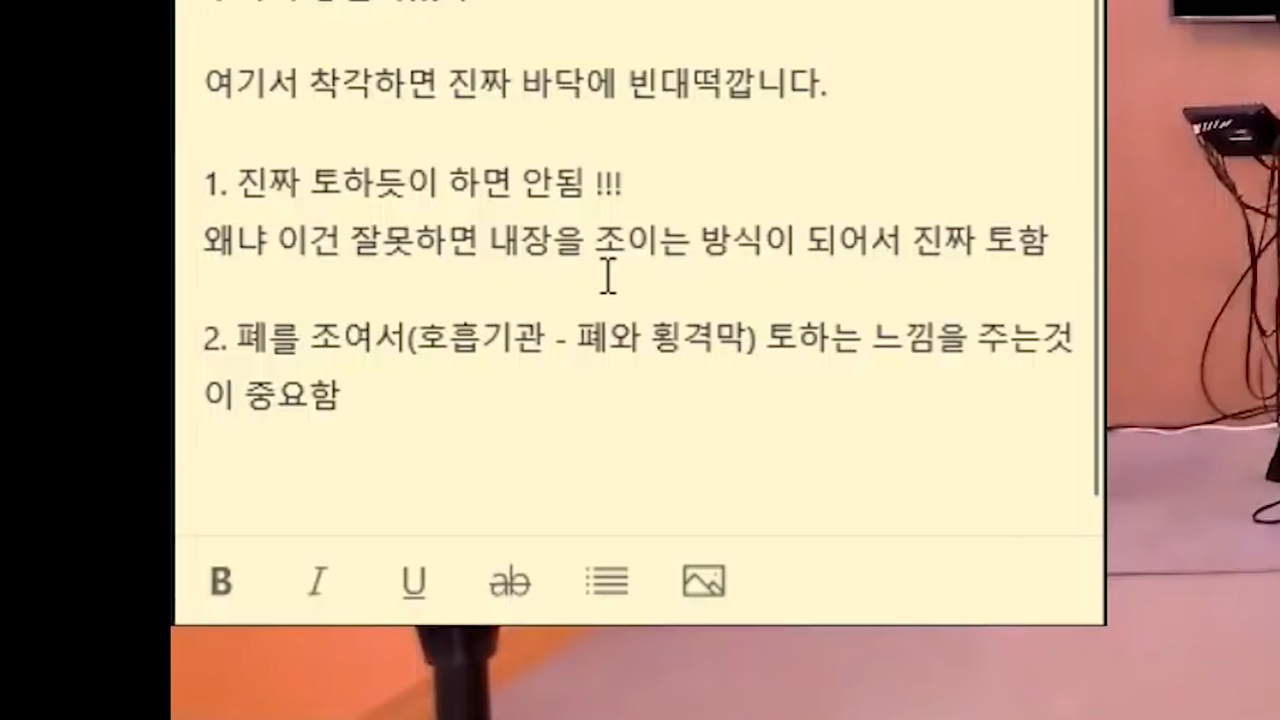 여기서 착각하면 진짜 바닥에 빈대떡깝니다.
1. 진짜 토하듯이 하면 안됨 !!!
왜냐 이건 잘못하면 내장을 조이는 방식이 되어서 진짜 토함
2. 폐를 조여서(호흡기관 - 폐와 횡격막) 토하는 느낌을 주는것
이 중요함
B I U ab